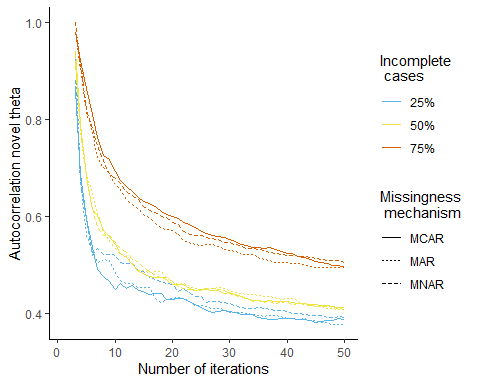 1.0
0.8
0.6
0.4
Autocorrelation novel theta
0
10
20
30
40
50
Number of iterations
Incomplete
cases
25%
50%
75%
Missingness
mechanism
MCAR
MAR
MNAR